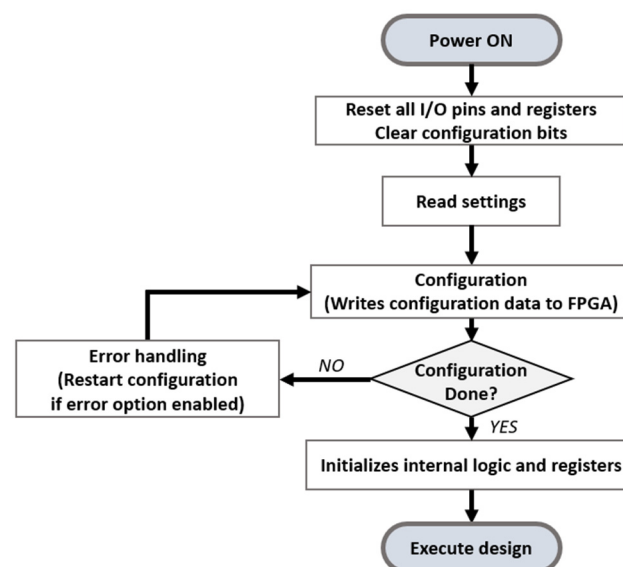 Power ON
Reset all I/O pins and registers
Clear configuration bits
Read settings
Configuration
(Writes configuration data to FPGA)
Error handling
(Restart configuration
if error option enabled)
NO
Configuration
Done?
YES
Initializes internal logic and registers
Execute design